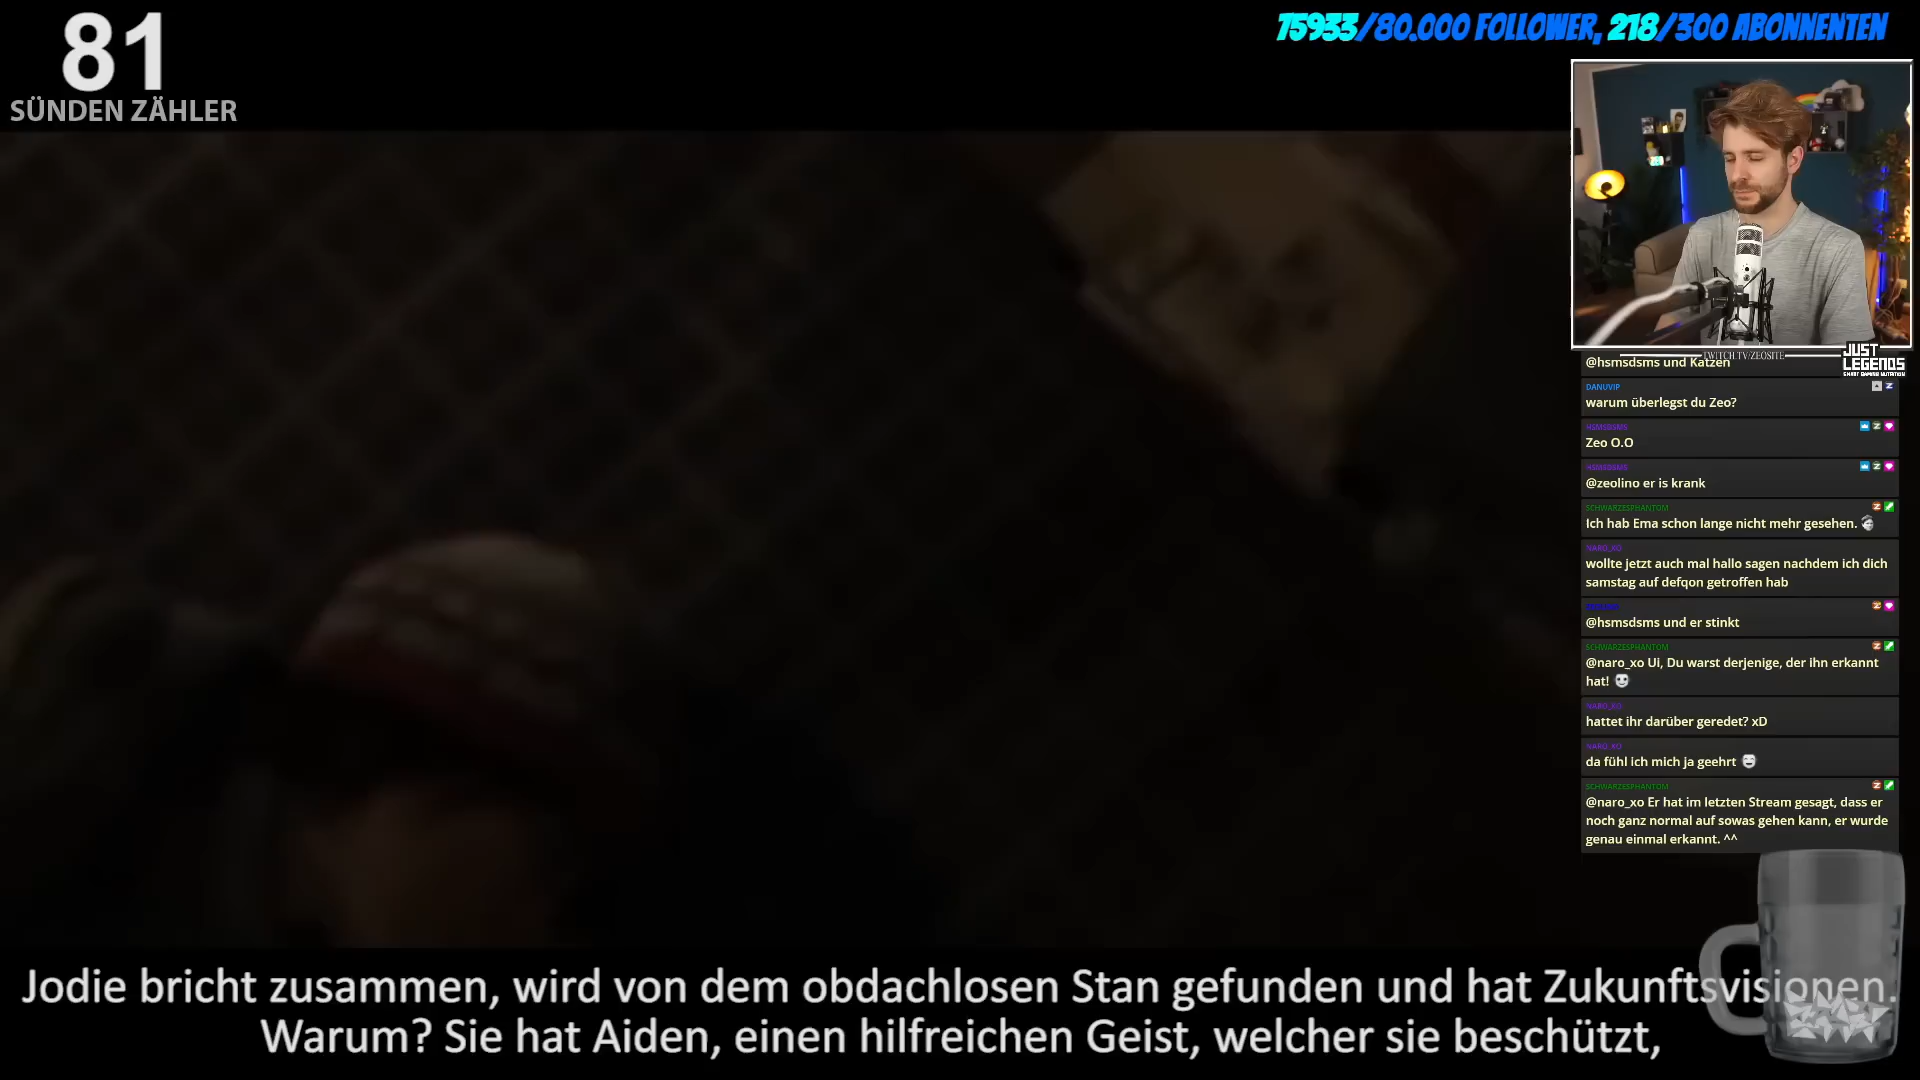 81
SÜNDEN ZÄHLER
75933/80.000 FOLLOWER, 218/300 ABONNENTEN
TWITCH.TV/ZEOSITE
JUST
LEGENDS
@hsmsdsms und Katzen
DANUVIP
warum überlegst du Zeo?
HSMSDSMS
Zeo O.O
HSMSDSMS
@zeolino er is krank
SCHWARZESPHANTOM
Ich hab Ema schon lange nicht mehr gesehen.
NARO_XO
wollte jetzt auch mal hallo sagen nachdem ich dich
samstag auf defqon getroffen hab
@hsmsdsms und er stinkt
SCHWARZESPHANTOM
@naro_xo Ui, Du warst derjenige, der ihn erkannt
hat!
NARO_XO
hattet ihr darüber geredet? xD
NARO_XO
da fühl ich mich ja geehrt
SCHWARZESPHANTOM
@naro_xo Er hat im letzten Stream gesagt, dass er
noch ganz normal auf sowas gehen kann, er wurde
genau einmal erkannt. ^^
Jodie bricht zusammen, wird von dem obdachlosen Stan gefunden und hat Zukunftsvisionen.
Warum? Sie hat Aiden, einen hilfreichen Geist, welcher sie beschützt,